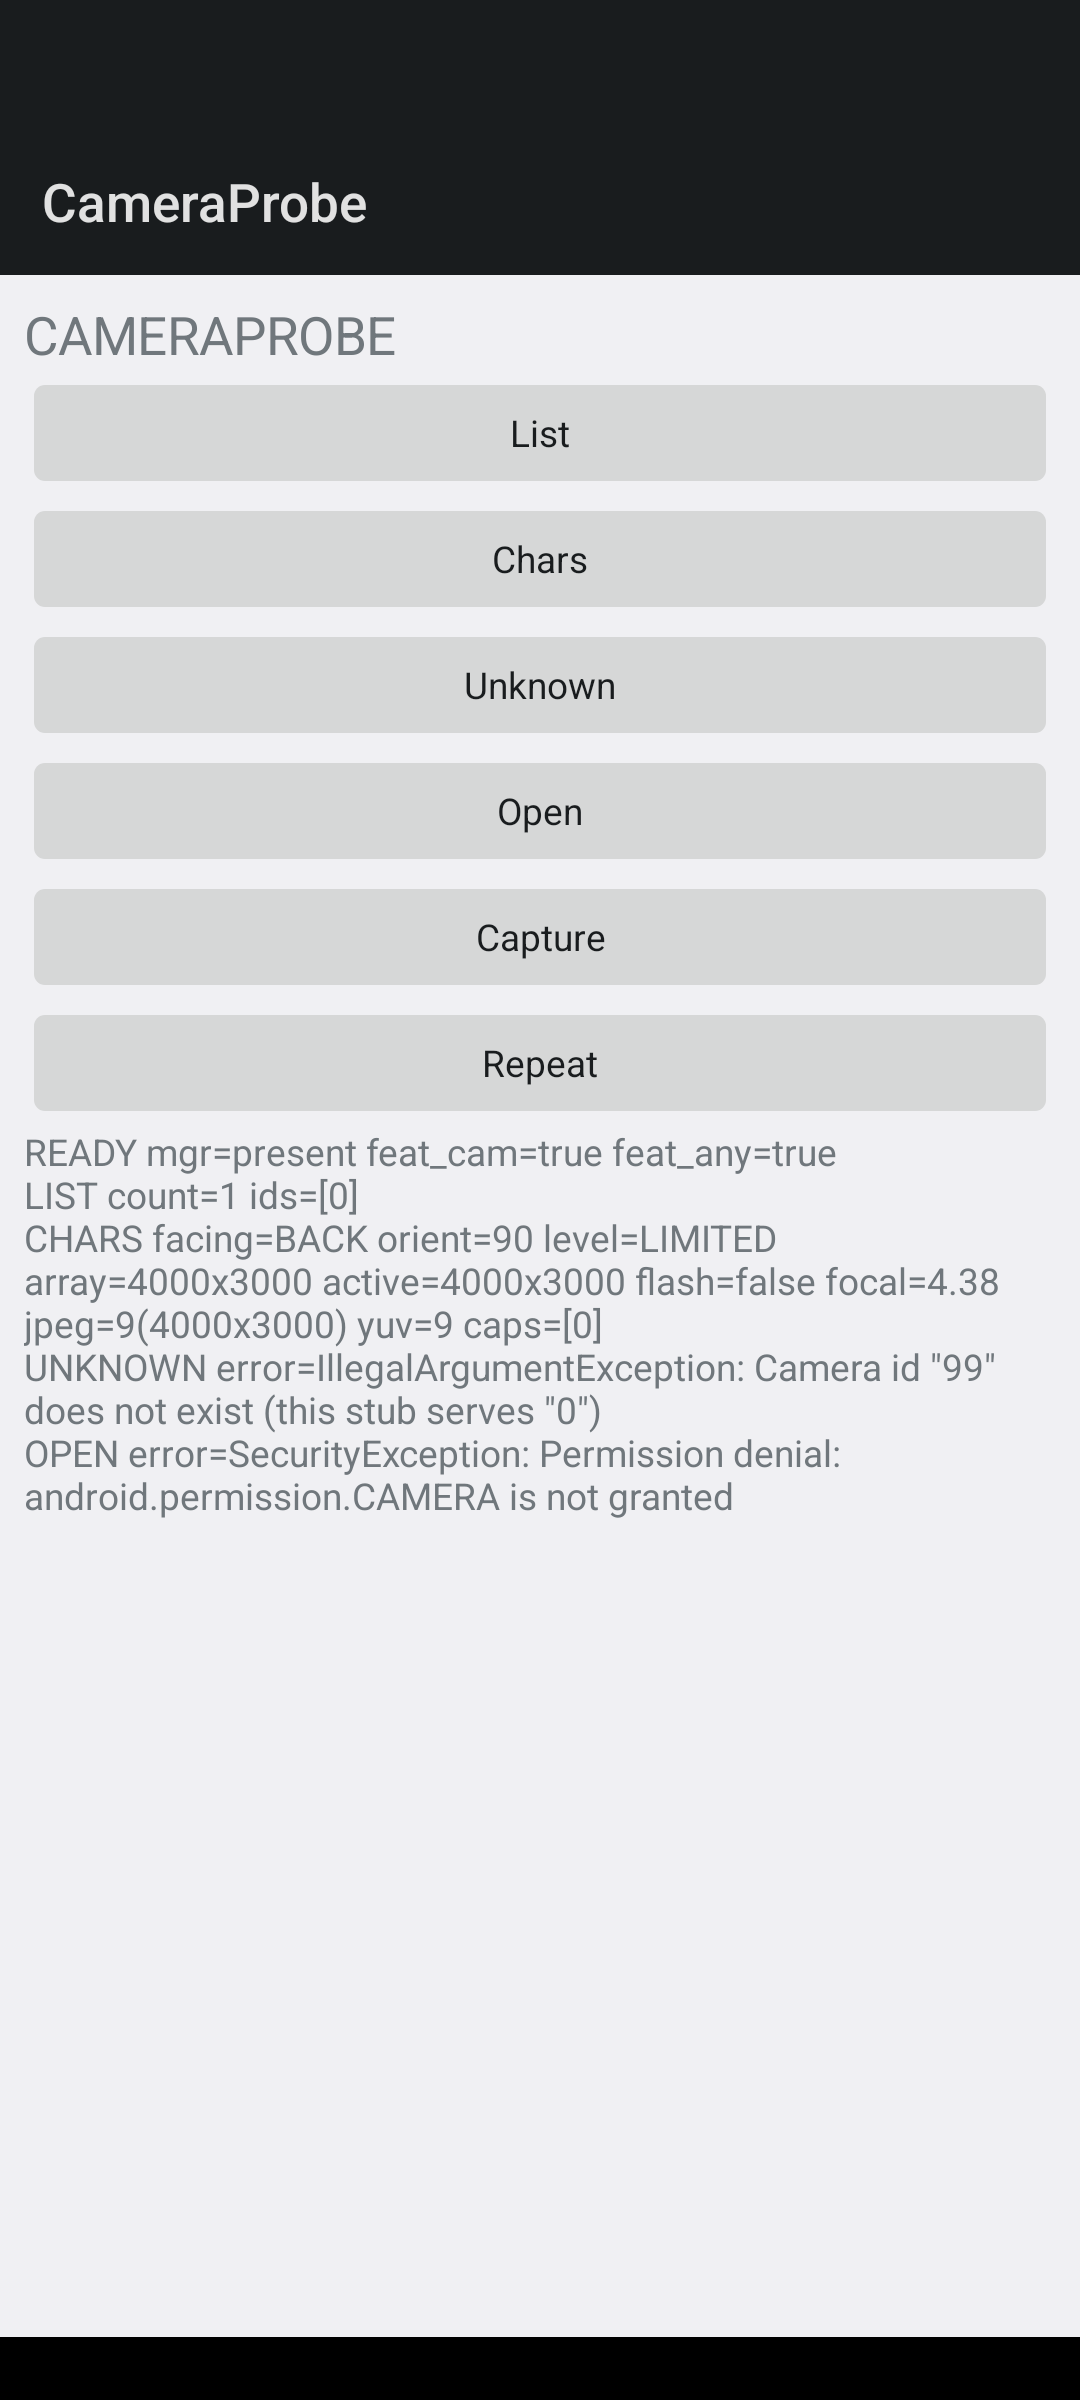 CameraProbe
CAMERAPROBE
List
Chars
Unknown
Open
Capture
Repeat
READY mgr=present feat_cam=true feat_any=true
LIST count=1 ids=[0]
CHARS facing=BACK orient=90 level=LIMITED
array=4000x3000 active=4000x3000 flash=false focal=4.38
jpeg=9(4000x3000) yuv=9 caps=[0]
UNKNOWN error=IllegalArgumentException: Camera id "99"
does not exist (this stub serves "0")
OPEN error=SecurityException: Permission denial:
android.permission.CAMERA is not granted